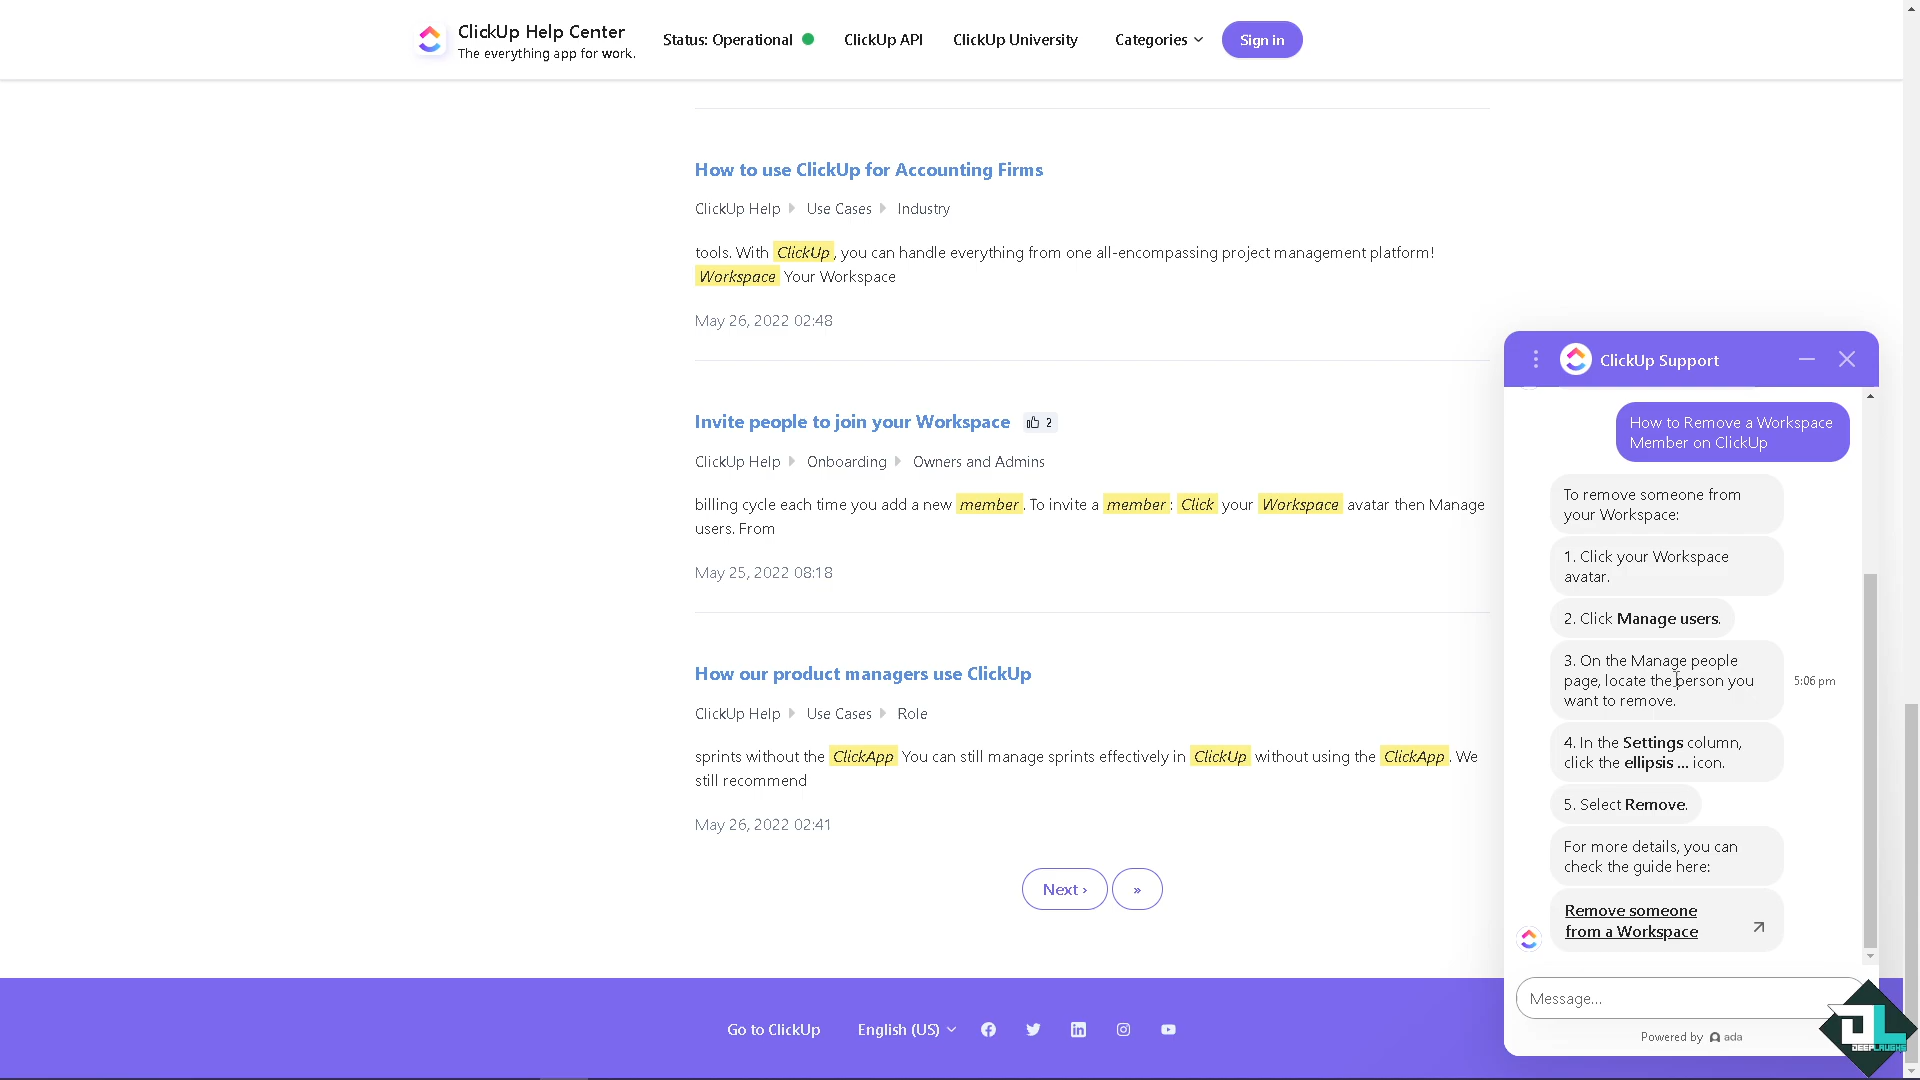 ClickUp Help Center
The everything app for work.
Status: Operational
ClickUp API
ClickUp University
Categories
Sign in
How to use ClickUp for Accounting Firms
ClickUp Help
Use Cases
Industry
tools. With ClickUp, you can handle everything from one all-encompassing project management platform!
Workspace Your Workspace
May 26, 2022 02:48
Invite people to join your Workspace 2
ClickUp Help
Onboarding
Owners and Admins
billing cycle each time you add a new member. To invite a member: Click your Workspace avatar then Manage
users. From
May 25, 2022 08:18
How our product managers use ClickUp
ClickUp Help
Use Cases
Role
sprints without the ClickApp You can still manage sprints effectively in ClickUp without using the ClickApp. We
still recommend
May 26, 2022 02:41
Next ›
»
Go to ClickUp
English (US)
ClickUp Support
How to Remove a Workspace
Member on ClickUp
To remove someone from
your Workspace:
1. Click your Workspace
avatar.
2. Click Manage users.
3. On the Manage people
page, locate the person you
want to remove.
5:06 pm
4. In the Settings column,
click the ellipsis ... icon.
5. Select Remove.
For more details, you can
check the guide here:
Remove someone
from a Workspace
Message...
Powered by ada
DEEPLAUGHS